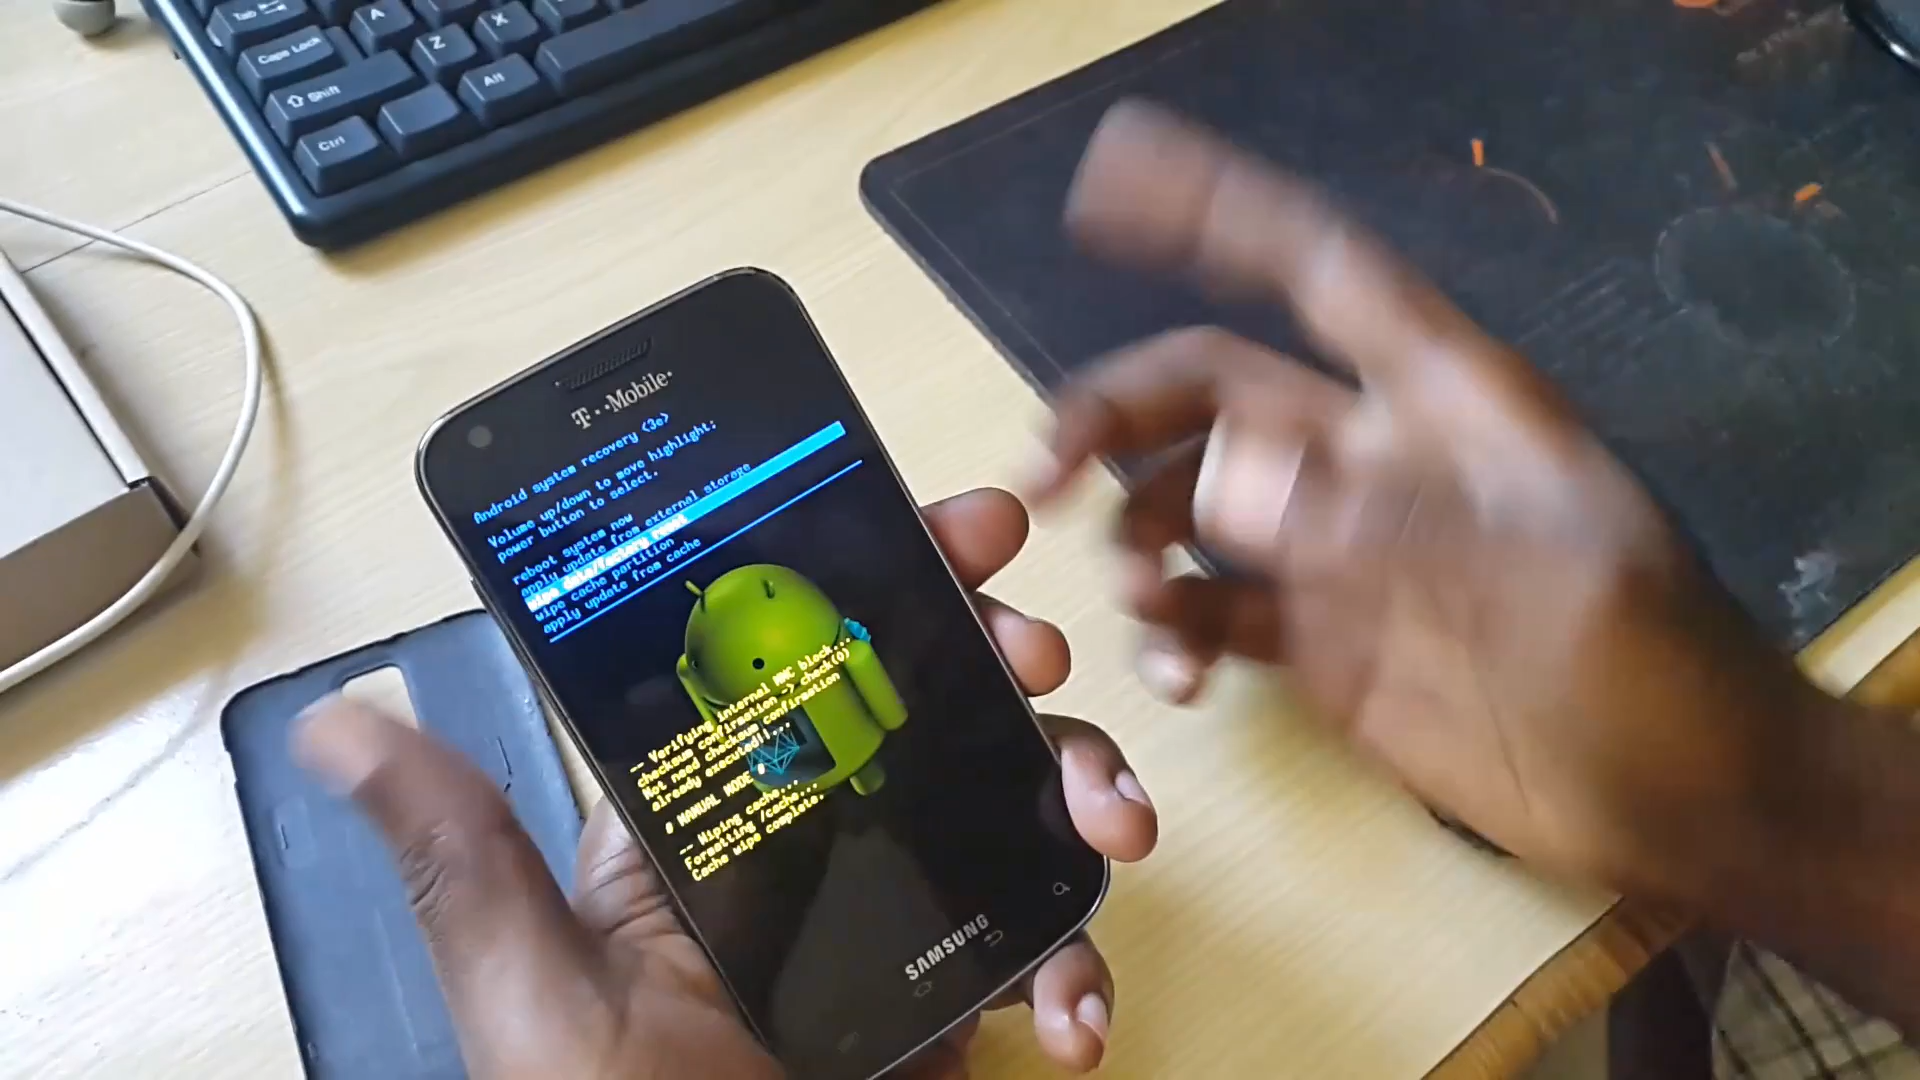 Tab
A
X
Caps Lock
Z
Shift
Alt
Ctrl
T··Mobile·
Android system recovery <3e>
Volume up/down to move highlight;
power button to select.
reboot system now
apply update from external storage
wipe data/factory reset
wipe cache partition
apply update from cache
-- Verifying internal MMC block...
checksum confirmation -> check(0)
Not need checksum confirmation
already executed!!...
# MANUAL MODE #
-- Wiping cache...
Formatting /cache...
Cache wipe complete.
SAMSUNG